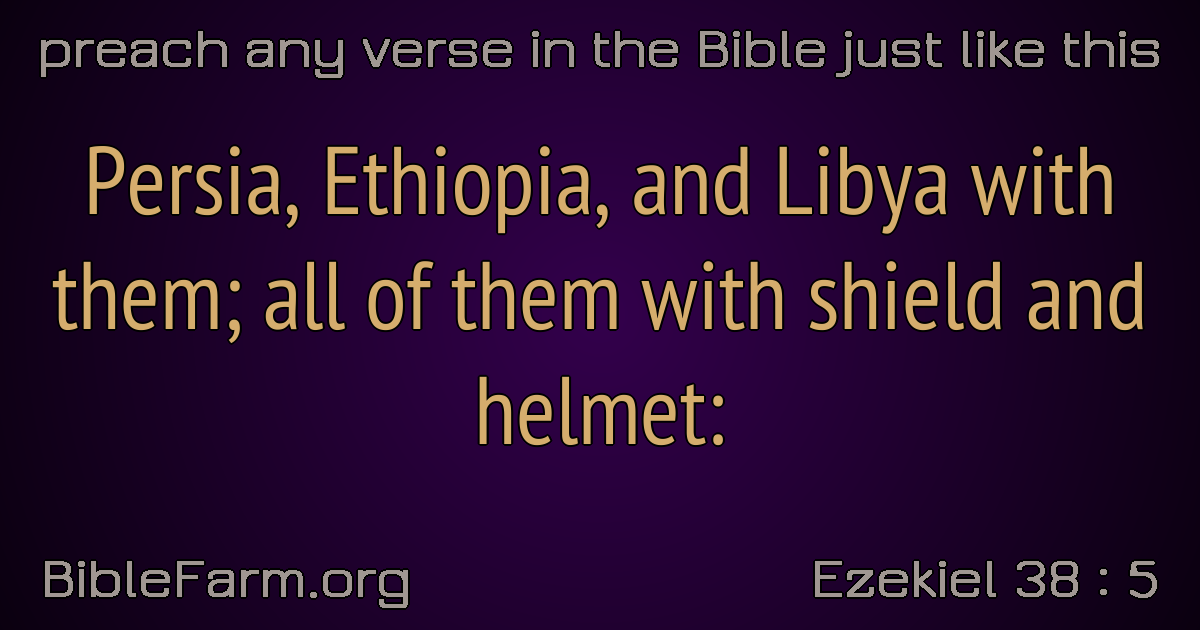 preach any verse in the Bible just like this
Persia, Ethiopia, and Libya with
them; all of them with shield and
helmet:
BibleFarm.org
Ezekiel 38 : 5